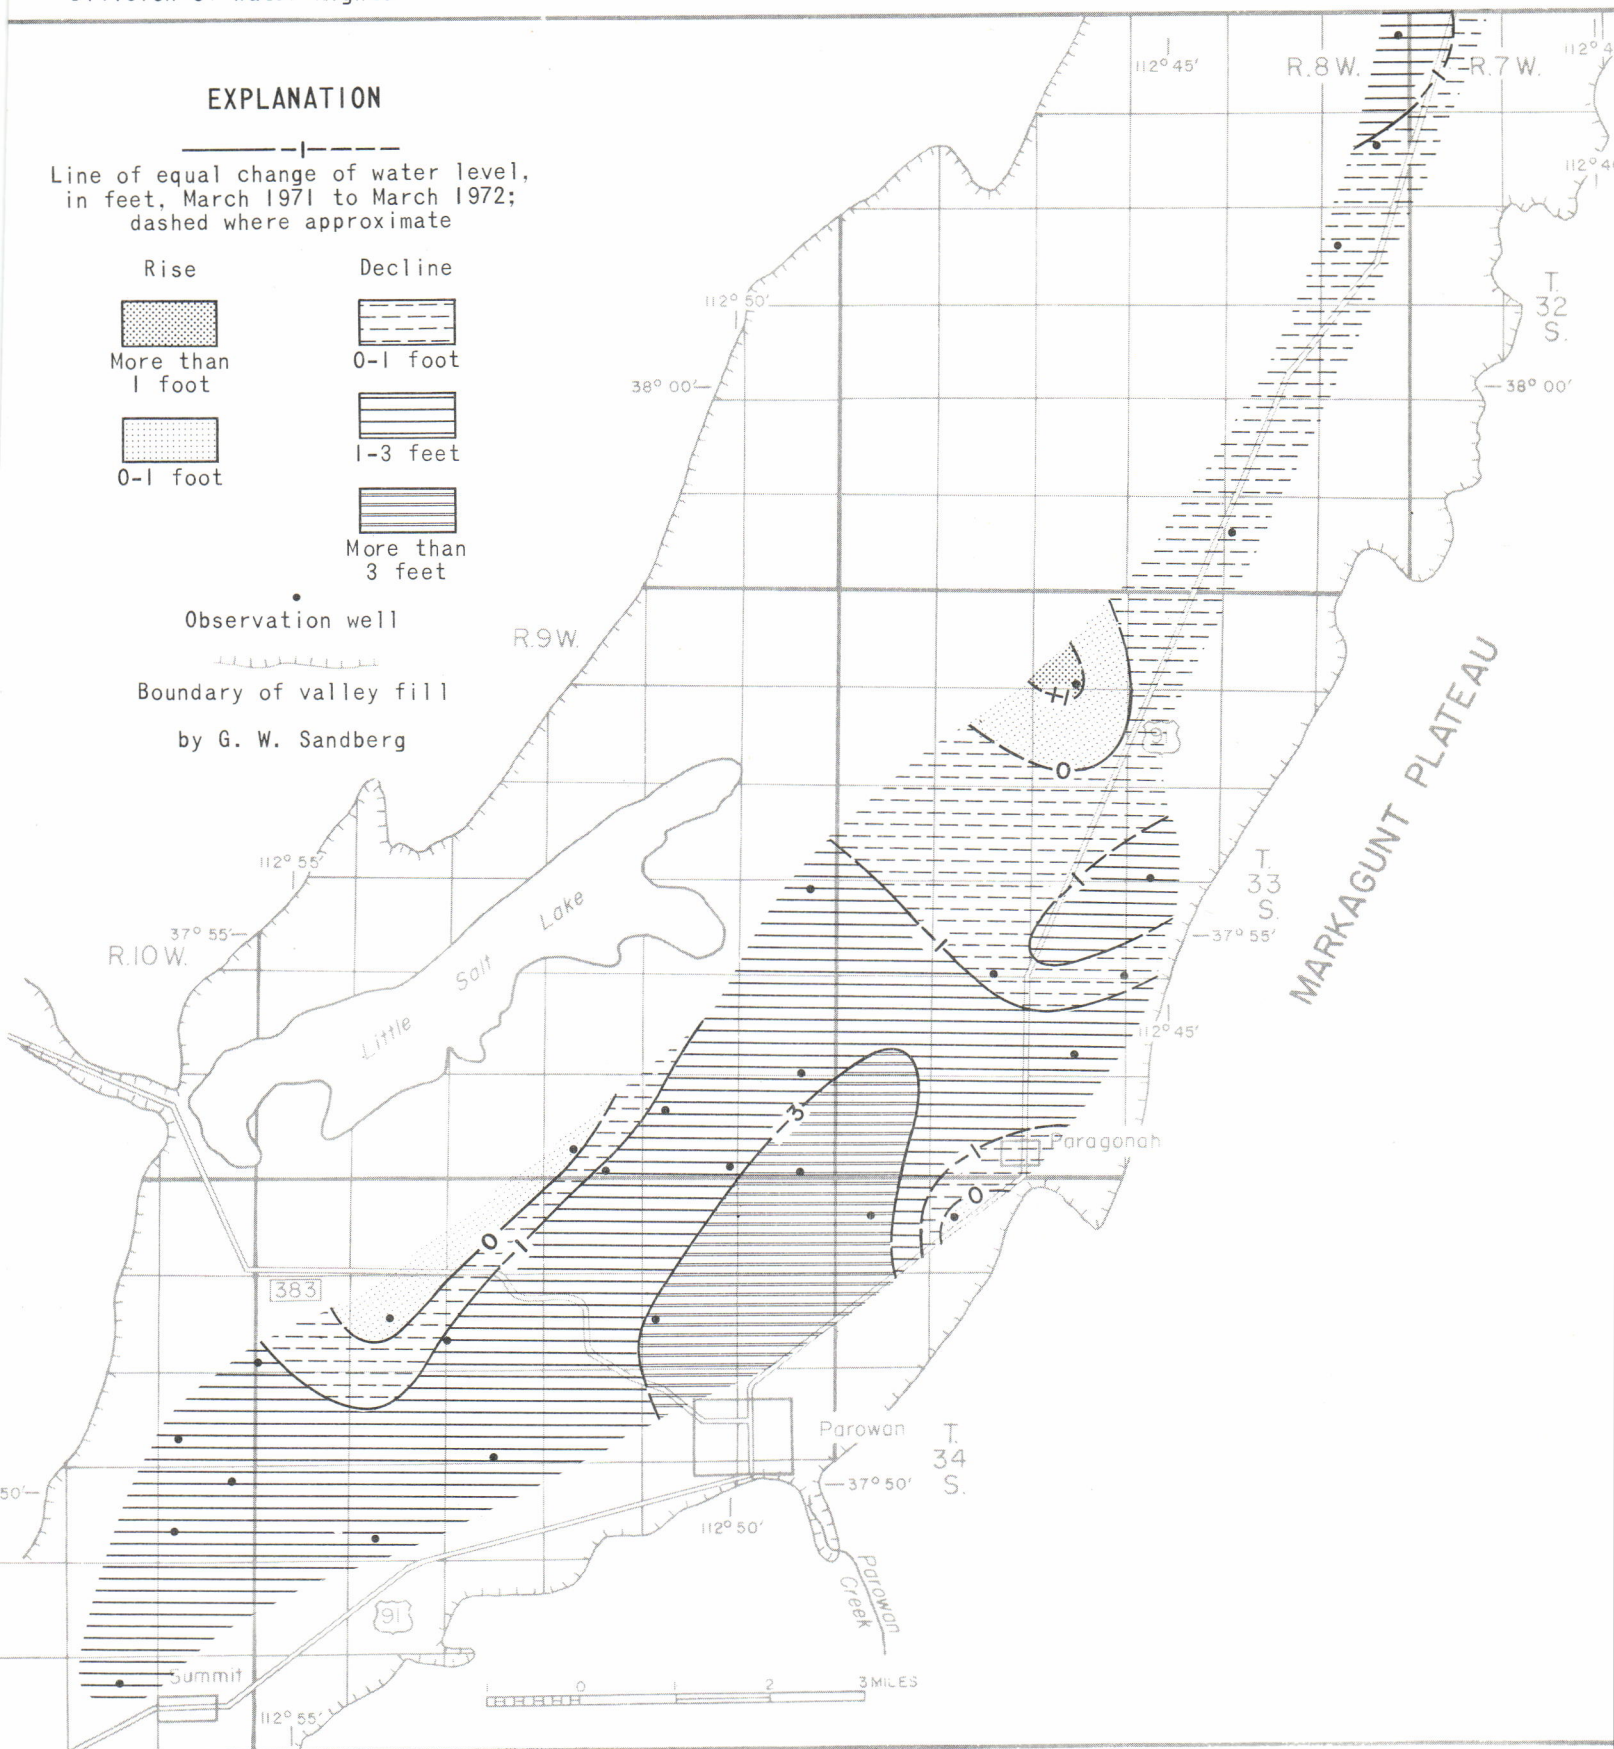 EXPLANATION
Line of equal change of water level,
in feet, March 1971 to March 1972;
dashed where approximate
Rise
Decline
More than
1 foot
0-1 foot
0-1 foot
1-3 feet
More than
3 feet
Observation well
Boundary of valley fill
by G. W. Sandberg
112° 45'
R.8W.
R.7W.
T.
32
S.
112° 50'
38° 00'
38° 00'
R.9W.
+1
0
91
MARKAGUNT PLATEAU
112° 55'
T.
33
S.
37° 55'
37° 55'
R.10W.
Little Salt Lake
1
1
112° 45'
3
1
Paragonah
0
0
1
383
Parowan
T.
34
S.
37° 50'
50'
112° 50'
Parowan
Creek
91
Summit
112° 55'
1 0 1 2 3 MILES